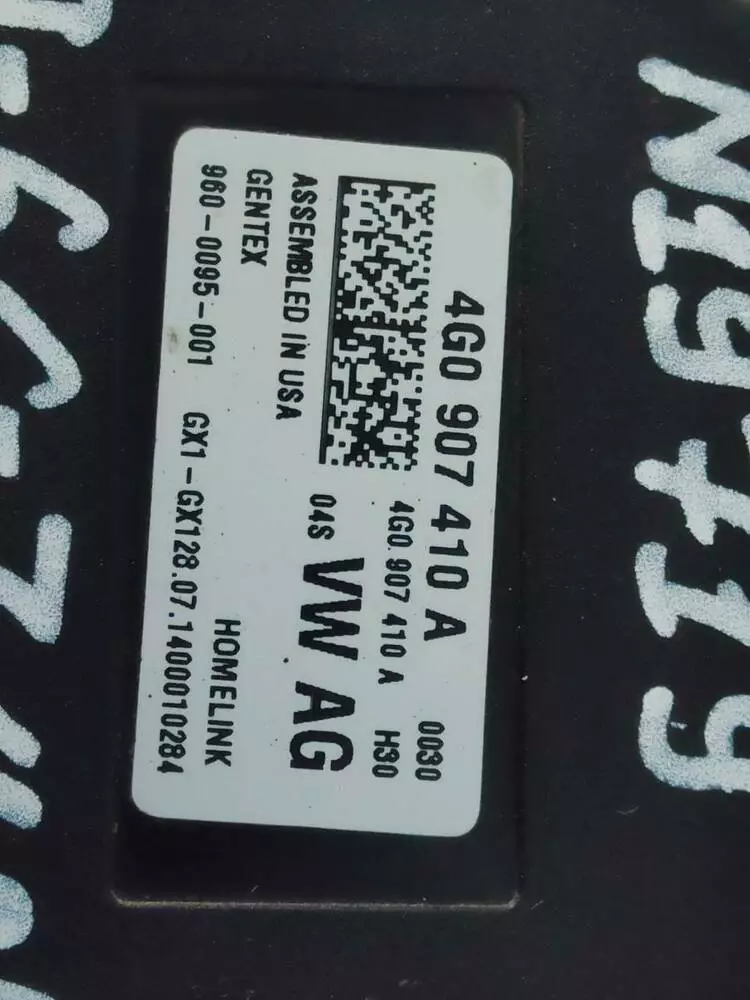 4G0 907 410 A 0030
4G0.907 410 A H30
04S VW AG
ASSEMBLED IN USA
GENTEX HOMELINK
960-0095-001 GX1-GX128.07.1400010284